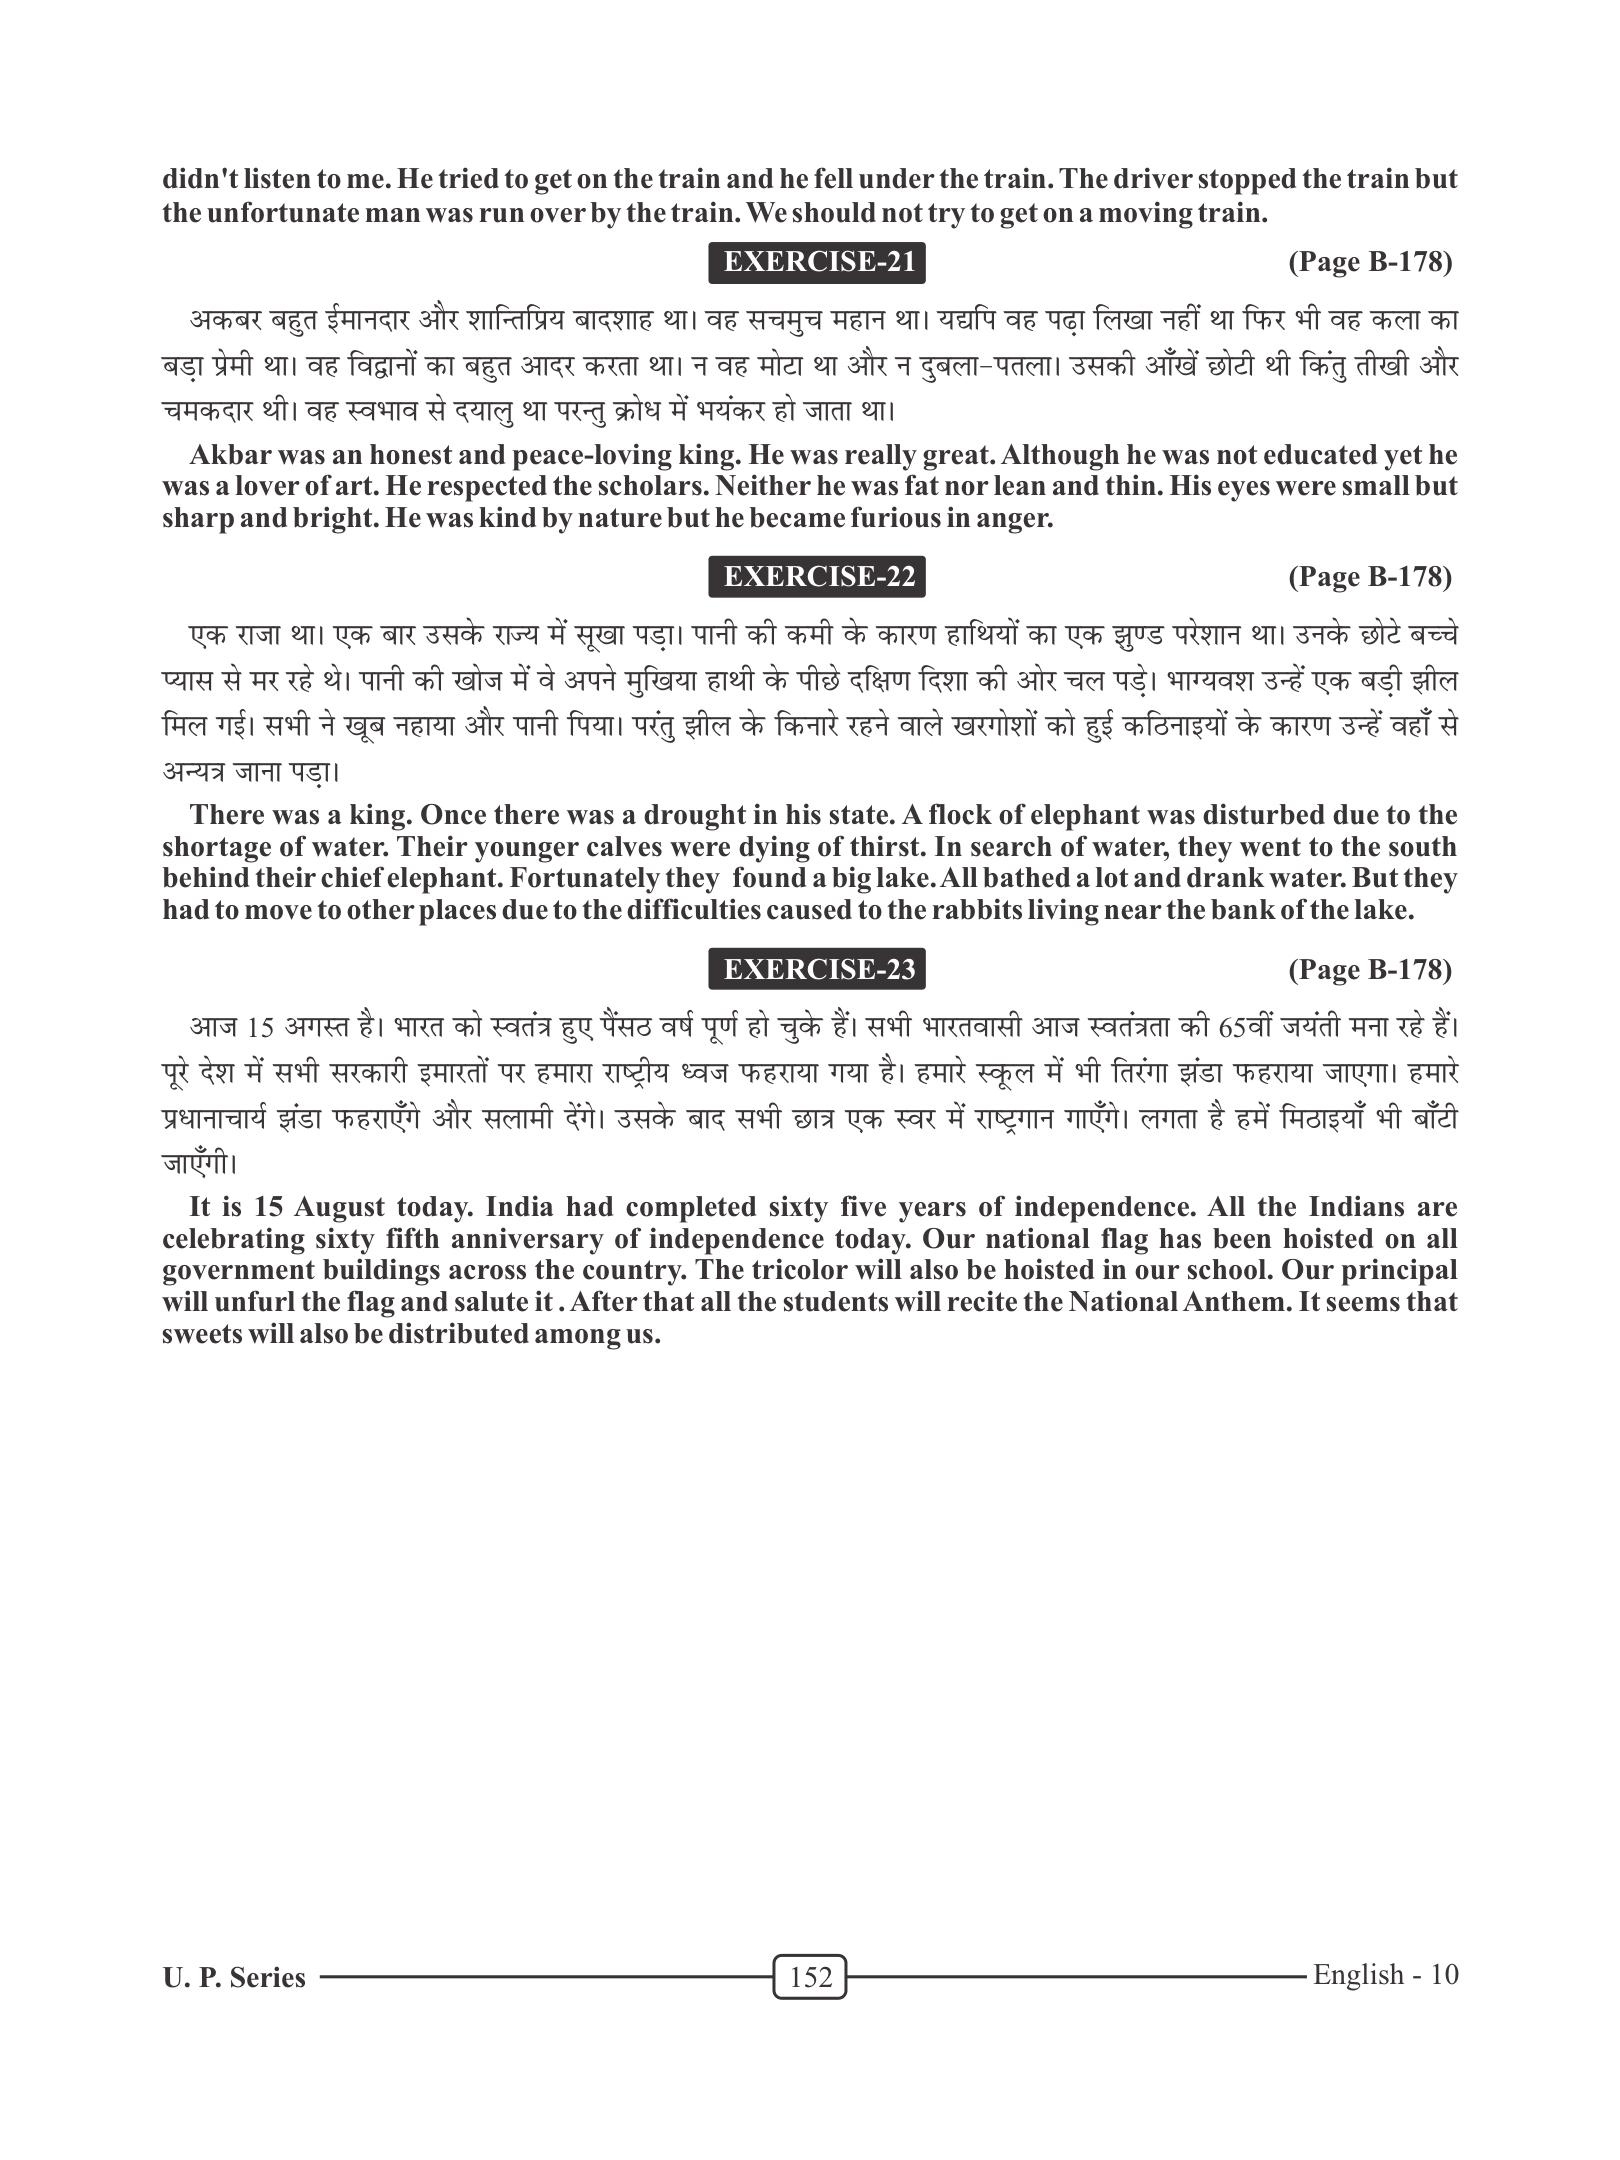 didn't listen to me. He tried to get on the train and he fell under the train. The driver stopped the train but
the unfortunate man was run over by the train. We should not try to get on a moving train.
EXERCISE-21 (Page B-178)
अकबर बहुत ईमानदार और शान्तिप्रिय बादशाह था। वह सचमुच महान था। यद्यपि वह पढ़ा लिखा नहीं था फिर भी वह कला का
बड़ा प्रेमी था। वह विद्वानों का बहुत आदर करता था। न वह मोटा था और न दुबला-पतला। उसकी आँखें छोटी थी किंतु तीखी और
चमकदार थी। वह स्वभाव से दयालु था परन्तु क्रोध में भयंकर हो जाता था।
Akbar was an honest and peace-loving king. He was really great. Although he was not educated yet he
was a lover of art. He respected the scholars. Neither he was fat nor lean and thin. His eyes were small but
sharp and bright. He was kind by nature but he became furious in anger.
EXERCISE-22 (Page B-178)
एक राजा था। एक बार उसके राज्य में सूखा पड़ा। पानी की कमी के कारण हाथियों का एक झुण्ड परेशान था। उनके छोटे बच्चे
प्यास से मर रहे थे। पानी की खोज में वे अपने मुखिया हाथी के पीछे दक्षिण दिशा की ओर चल पड़े। भाग्यवश उन्हें एक बड़ी झील
मिल गई। सभी ने खूब नहाया और पानी पिया। परंतु झील के किनारे रहने वाले खरगोशों को हुई कठिनाइयों के कारण उन्हें वहाँ से
अन्यत्र जाना पड़ा।
There was a king. Once there was a drought in his state. A flock of elephant was disturbed due to the
shortage of water. Their younger calves were dying of thirst. In search of water, they went to the south
behind their chief elephant. Fortunately they found a big lake. All bathed a lot and drank water. But they
had to move to other places due to the difficulties caused to the rabbits living near the bank of the lake.
EXERCISE-23 (Page B-178)
आज 15 अगस्त है। भारत को स्वतंत्र हुए पैंसठ वर्ष पूर्ण हो चुके हैं। सभी भारतवासी आज स्वतंत्रता की 65वीं जयंती मना रहे हैं।
पूरे देश में सभी सरकारी इमारतों पर हमारा राष्ट्रीय ध्वज फहराया गया है। हमारे स्कूल में भी तिरंगा झंडा फहराया जाएगा। हमारे
प्रधानाचार्य झंडा फहराएँगे और सलामी देंगे। उसके बाद सभी छात्र एक स्वर में राष्ट्रगान गाएँगे। लगता है हमें मिठाइयाँ भी बाँटी
जाएँगी।
It is 15 August today. India had completed sixty five years of independence. All the Indians are
celebrating sixty fifth anniversary of independence today. Our national flag has been hoisted on all
government buildings across the country. The tricolor will also be hoisted in our school. Our principal
will unfurl the flag and salute it . After that all the students will recite the National Anthem. It seems that
sweets will also be distributed among us.
U. P. Series 152 English - 10